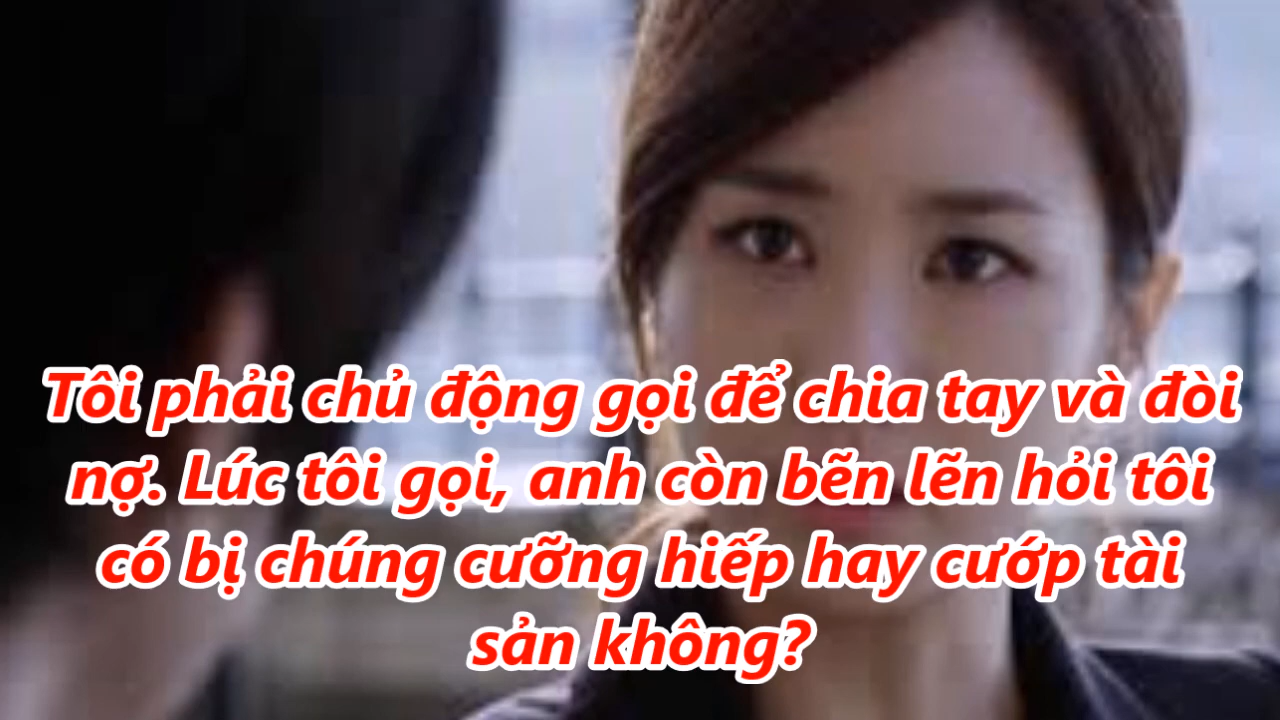 Tôi phải chủ động gọi để chia tay và đòi
nợ. Lúc tôi gọi, anh còn bẽn lẽn hỏi tôi
có bị chúng cưỡng hiếp hay cướp tài
sản không?